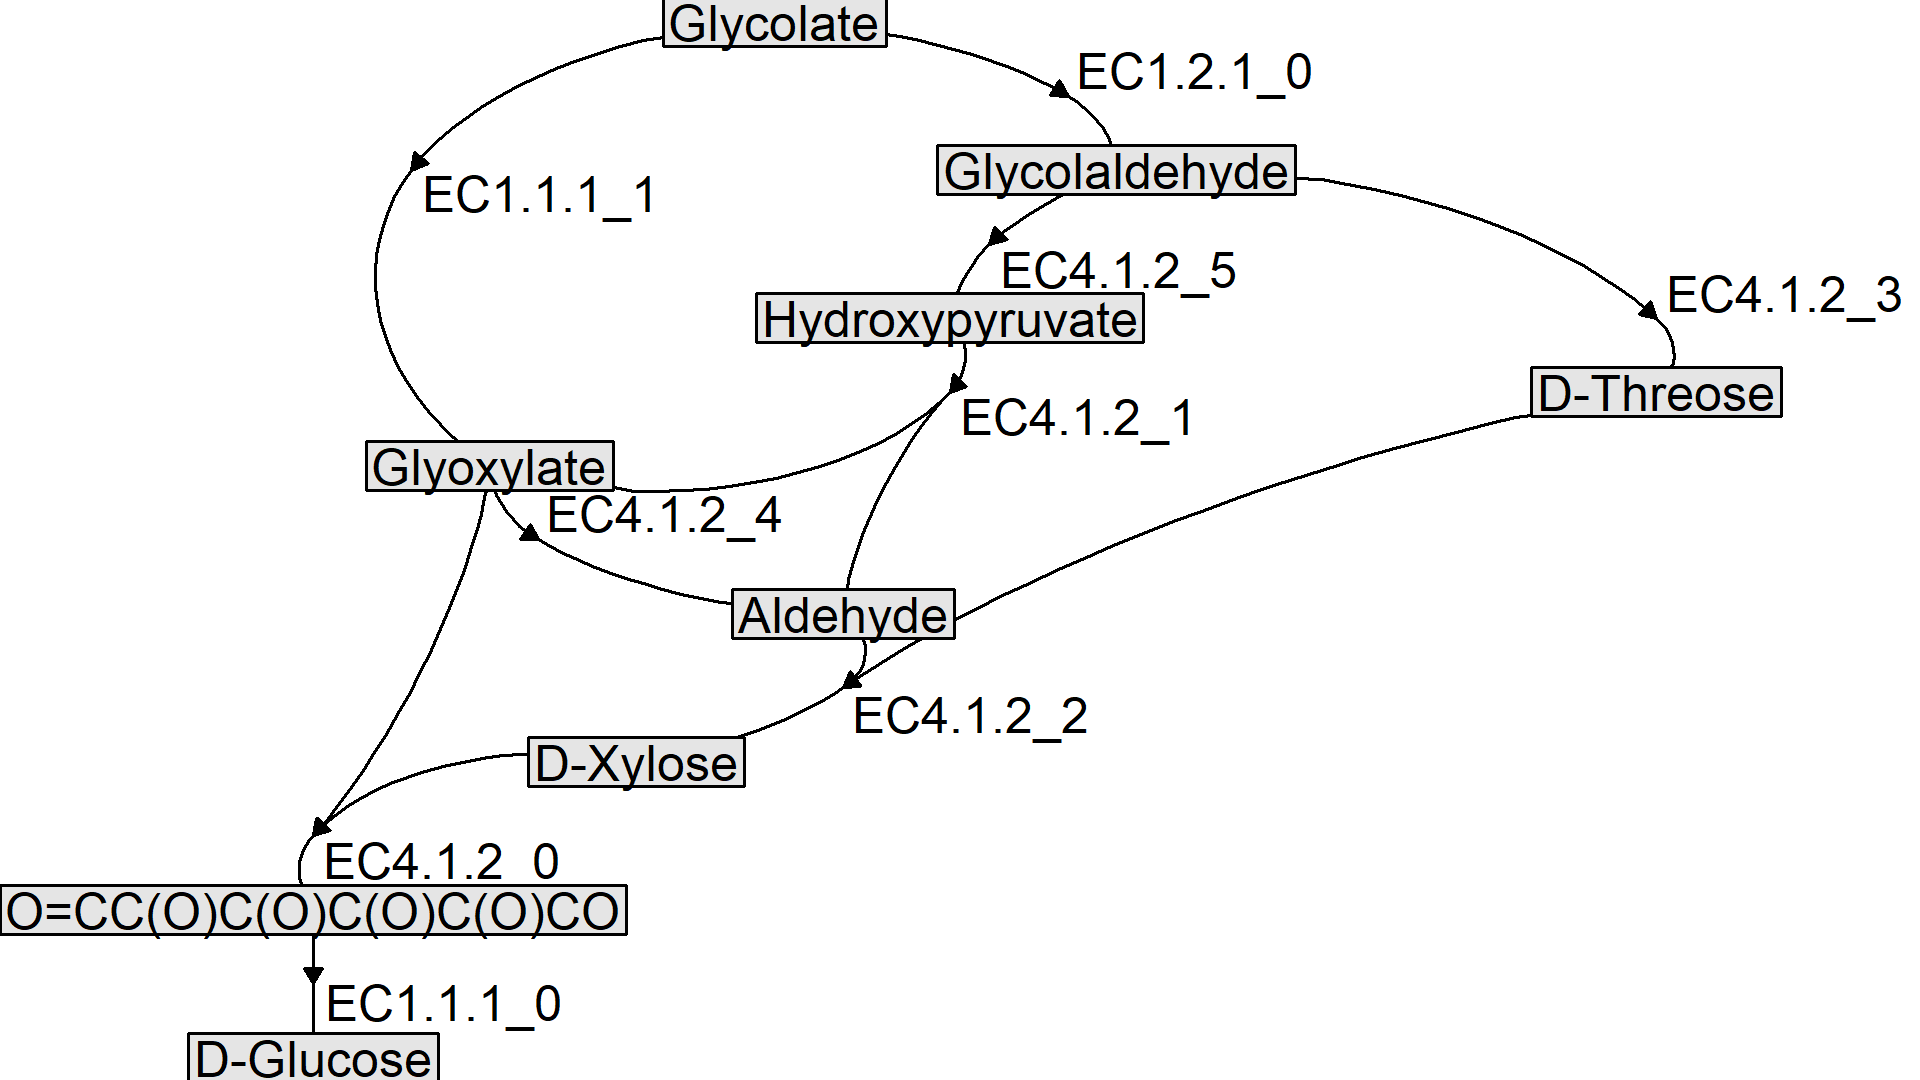 Glycolate
EC1.2.1_0
Glycolaldehyde
EC1.1.1_1
EC4.1.2_5
EC4.1.2_3
Hydroxypyruvate
D-Threose
EC4.1.2_1
Glyoxylate
EC4.1.2_4
Aldehyde
EC4.1.2_2
D-Xylose
EC4.1.2_0
O=CC(O)C(O)C(O)C(O)CO
EC1.1.1_0
D-Glucose